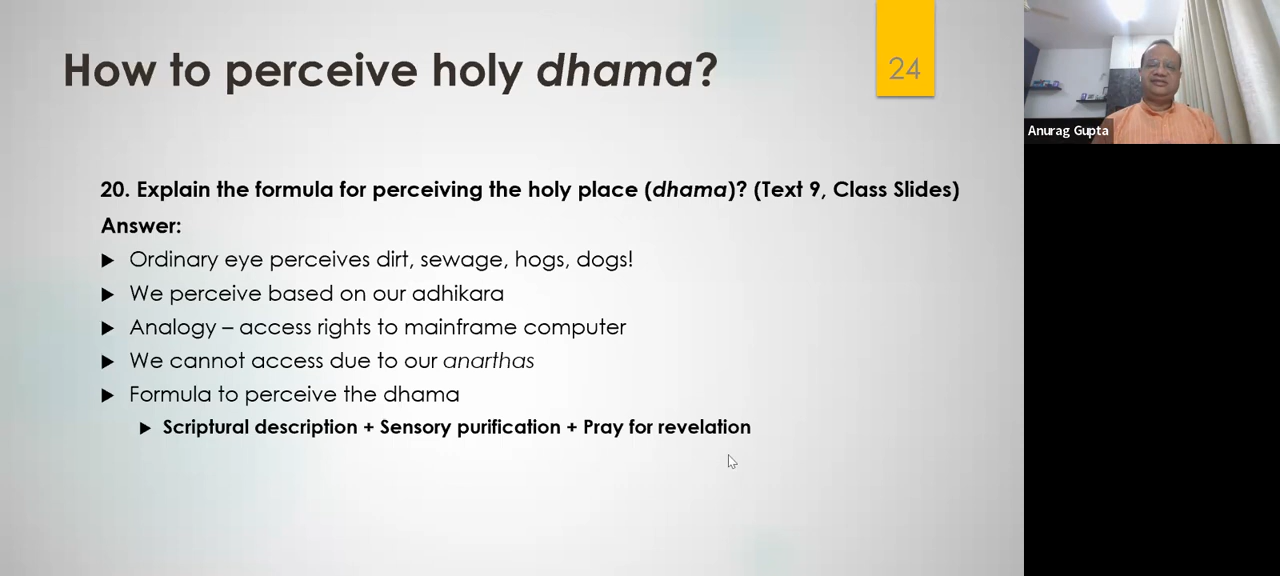 How to perceive holy dhama?
24
20. Explain the formula for perceiving the holy place (dhama)? (Text 9, Class Slides)
Answer:
Ordinary eye perceives dirt, sewage, hogs, dogs!
We perceive based on our adhikara
Analogy – access rights to mainframe computer
We cannot access due to our anarthas
Formula to perceive the dhama
Scriptural description + Sensory purification + Pray for revelation
Anurag Gupta